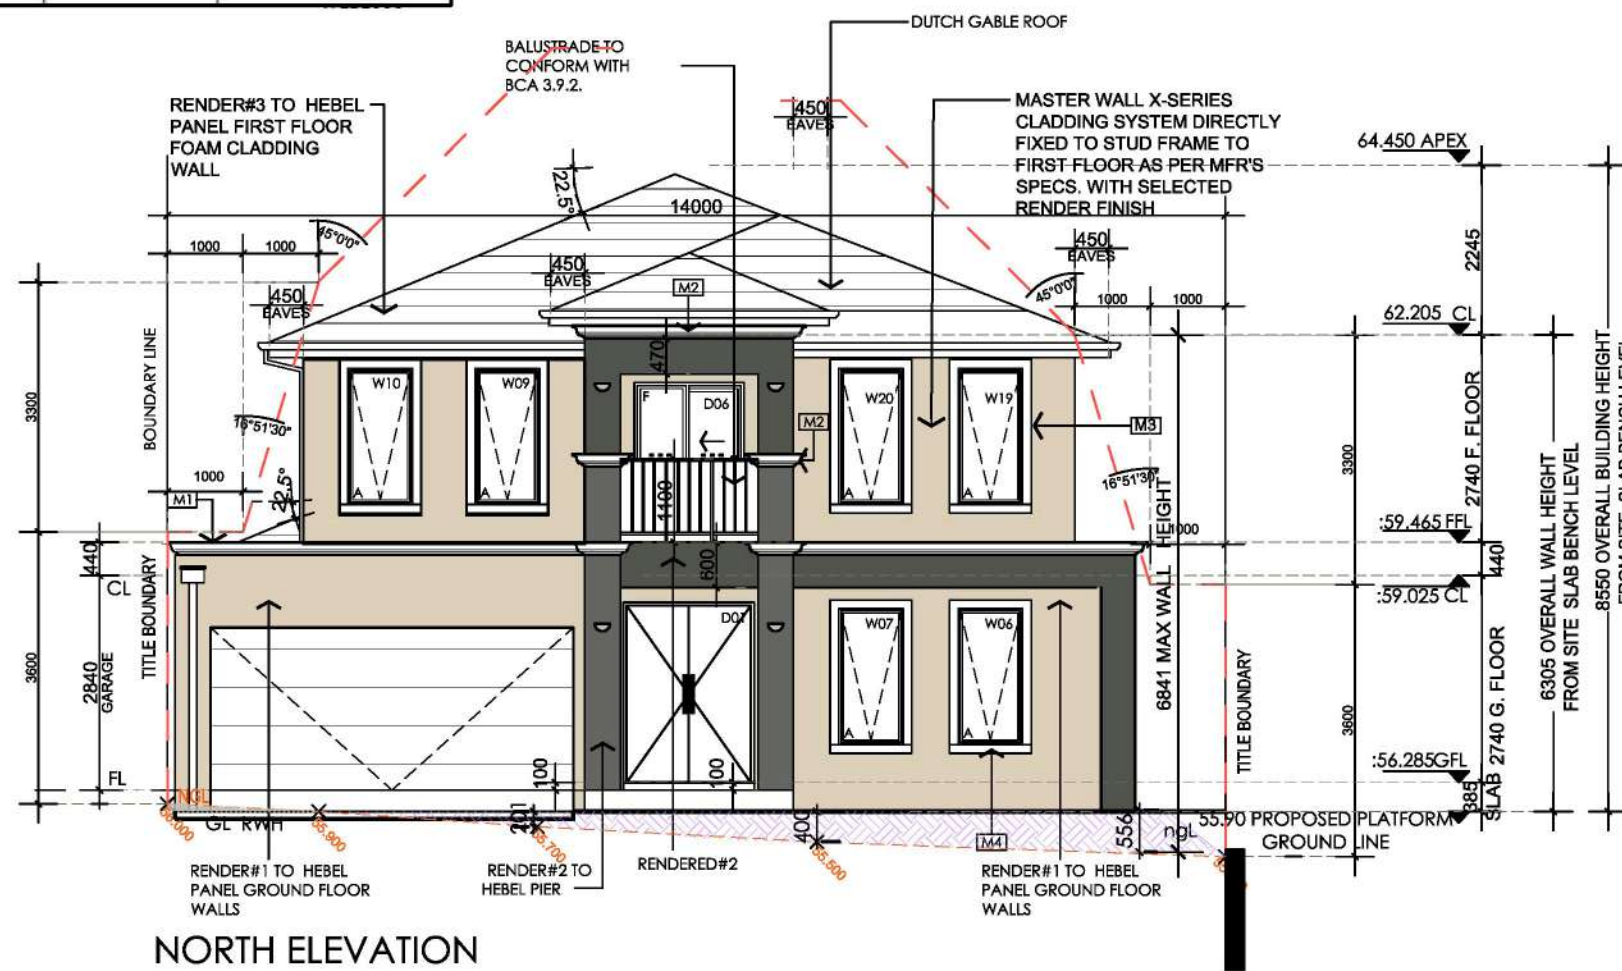 DUTCH GABLE ROOF
BALUSTRADE TO
CONFORM WITH
BCA 3.9.2.
RENDER#3 TO HEBEL
PANEL FIRST FLOOR
FOAM CLADDING
WALL
450
EAVES
MASTER WALL X-SERIES
CLADDING SYSTEM DIRECTLY
FIXED TO STUD FRAME TO
FIRST FLOOR AS PER MFR'S
SPECS. WITH SELECTED
RENDER FINISH
64.450 APEX
22.5°
14000
1000
1000
45°0'0"
450
EAVES
450
EAVES
2245
450
EAVES
M2
45°0'0"
1000
1000
62.205 CL
BOUNDARY LINE
3300
470
W10
W09
F
D06
W20
W19
M2
M3
16°51'30"
16°51'30"
3300
2740 F. FLOOR
1000
M1
22.5°
1100
1000
:59.465 FFL
440
CL
600
440
:59.025 CL
A
A
A
A
TITLE BOUNDARY
6841 MAX WALL HEIGHT
6305 OVERALL WALL HEIGHT
FROM SITE SLAB BENCH LEVEL
8550 OVERALL BUILDING HEIGHT
D01
W07
W06
A
A
3600
2840
GARAGE
3600
TITLE BOUNDARY
2740 G. FLOOR
:56.285GFL
FL
100
100
385
SLAB
NGL
GL RWH
55.900
201
55.700
400
55.500
556
ngL
55.90 PROPOSED PLATFORM
GROUND LINE
M4
RENDER#1 TO HEBEL
PANEL GROUND FLOOR
WALLS
RENDER#2 TO
HEBEL PIER
RENDERED#2
RENDER#1 TO HEBEL
PANEL GROUND FLOOR
WALLS
NORTH ELEVATION